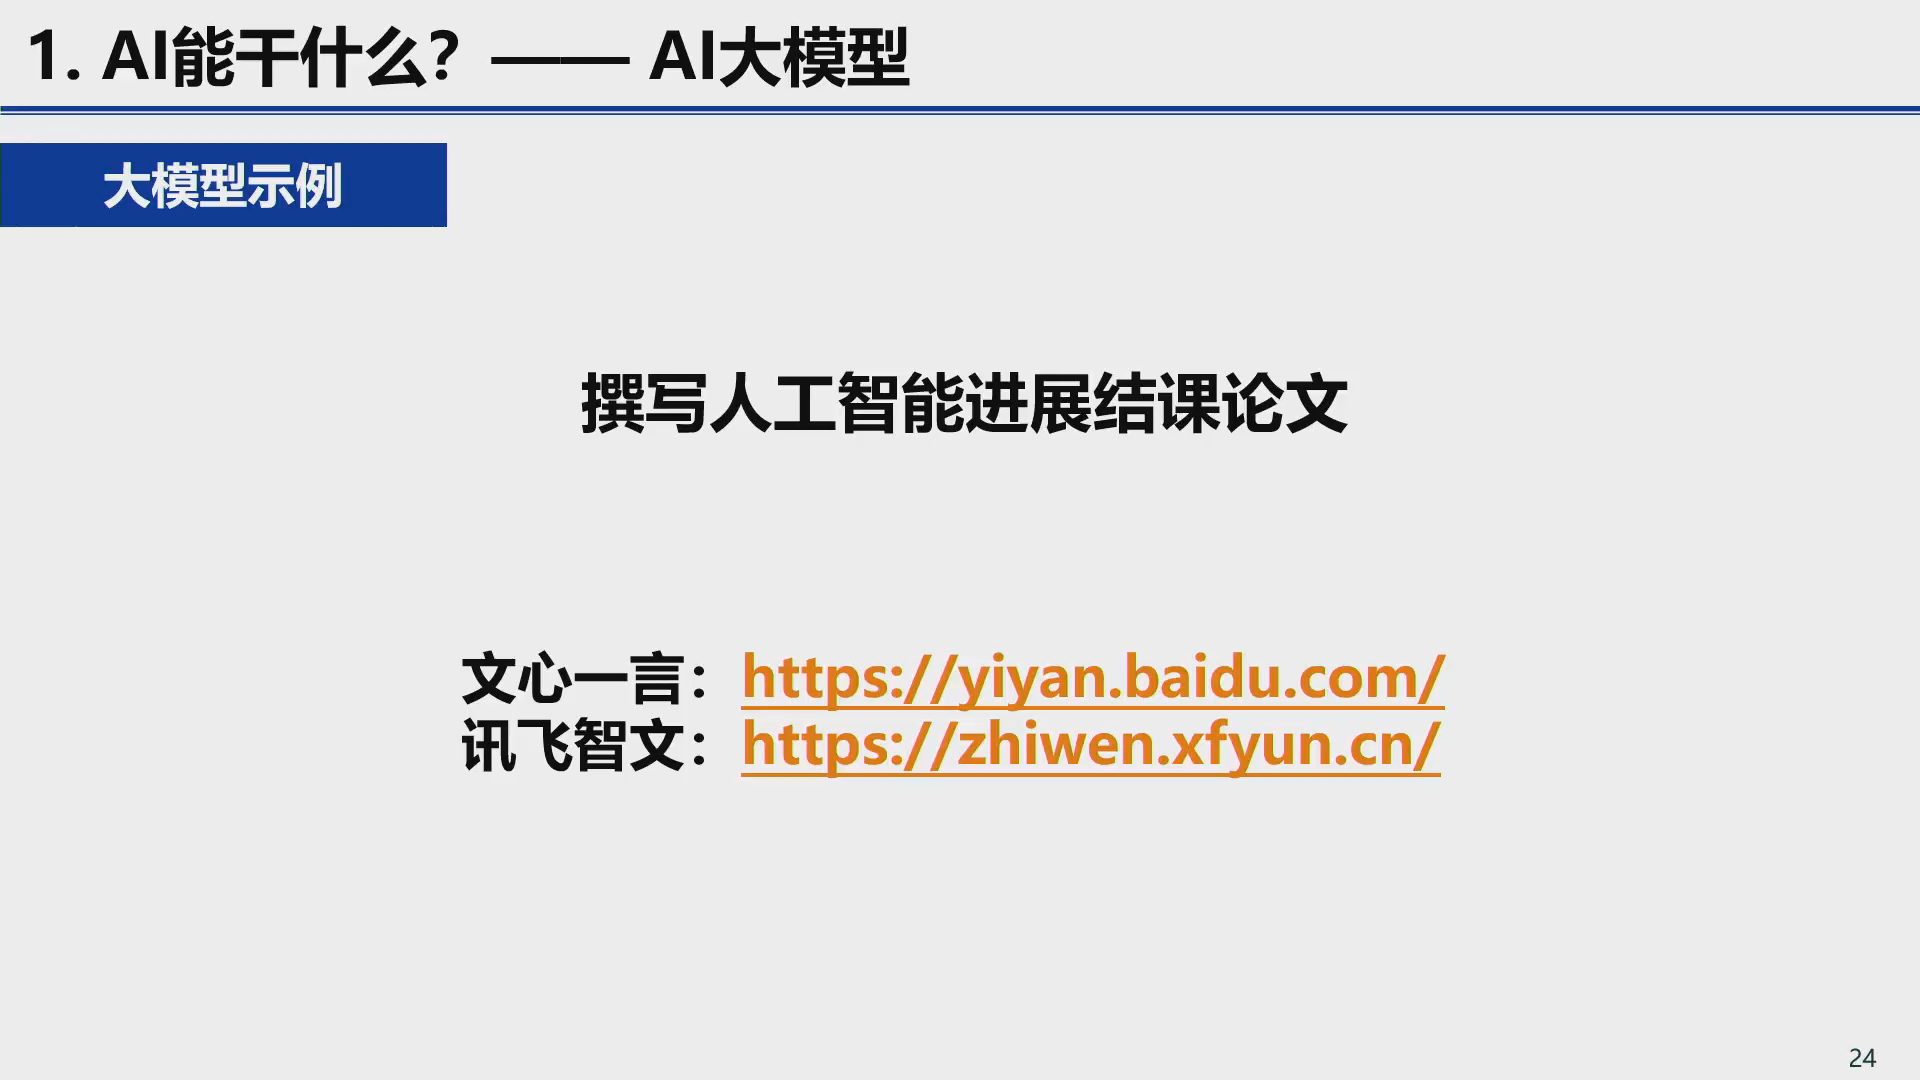 1. AI能干什么？—— AI大模型
大模型示例
撰写人工智能进展结课论文
文心一言：https://yiyan.baidu.com/
讯飞智文：https://zhiwen.xfyun.cn/
24